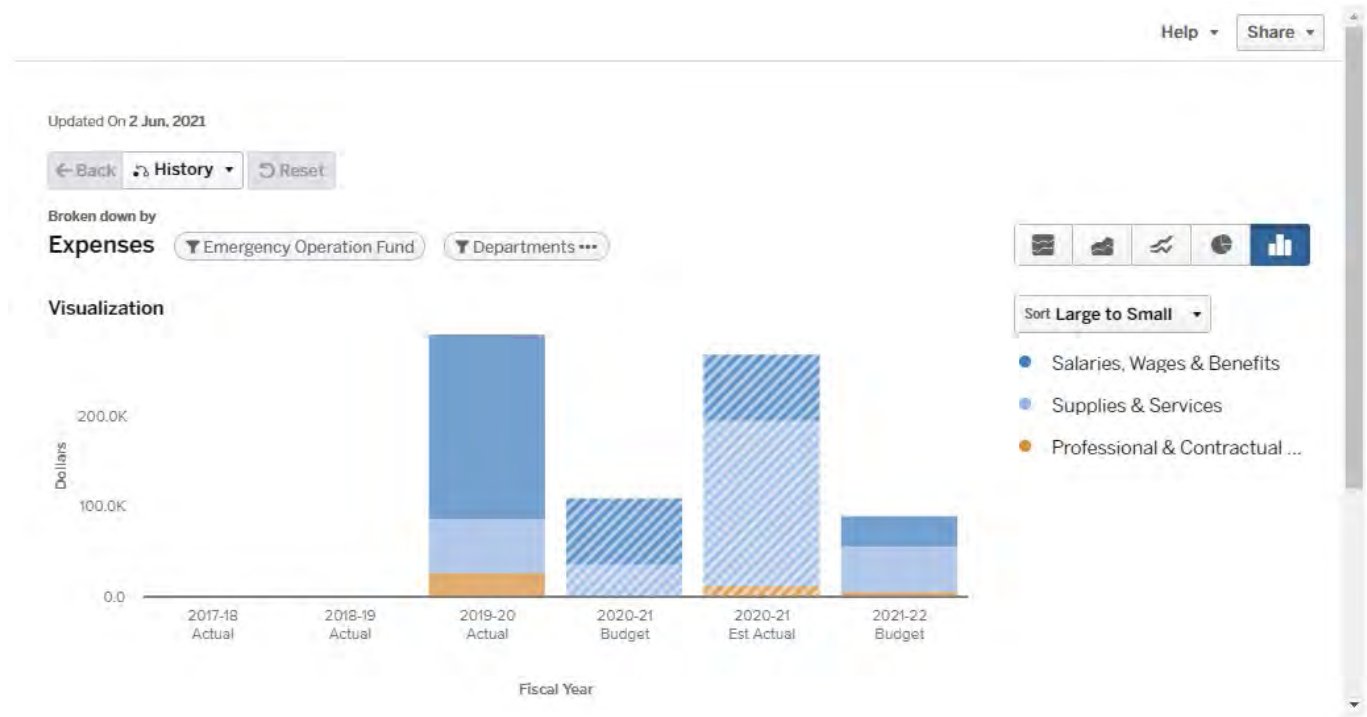 Help
Share
Updated On 2 Jun, 2021
Back
History
Reset
Broken down by
Expenses
Emergency Operation Fund
Departments •••
Visualization
Sort Large to Small
Salaries, Wages & Benefits
Supplies & Services
Professional & Contractual ...
Dollars
200.0K
100.0K
0.0
2017-18 Actual
2018-19 Actual
2019-20 Actual
2020-21 Budget
2020-21 Est Actual
2021-22 Budget
Fiscal Year